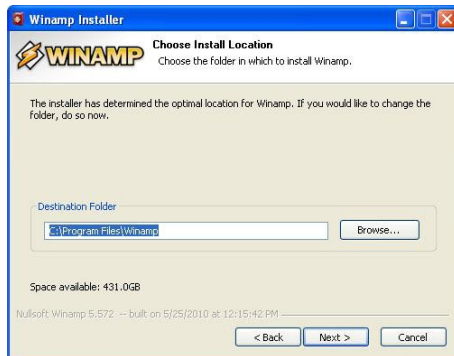 Winamp Installer
WINAMP
Choose Install Location
Choose the folder in which to install Winamp.
The installer has determined the optimal location for Winamp. If you would like to change the
folder, do so now.
Destination Folder
C:\Program Files\Winamp
Browse...
Space available: 431.0GB
Nullsoft Winamp 5.572 -- built on 5/25/2010 at 12:15:42 PM
< Back
Next >
Cancel